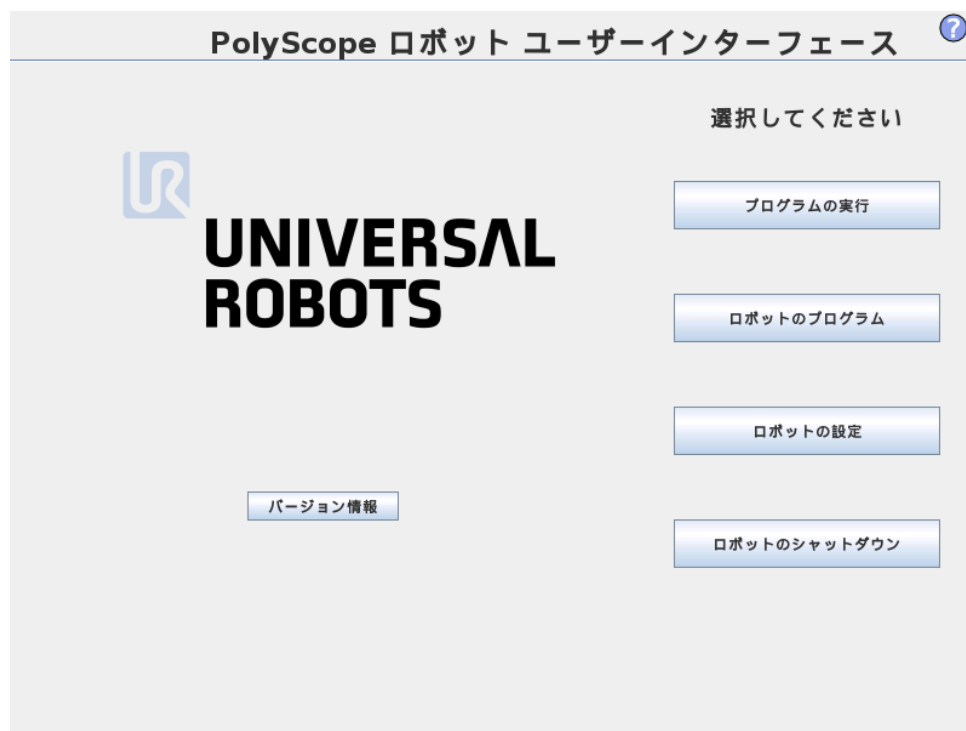 PolyScope ロボット ユーザーインターフェース
?
選択してください
UR
UNIVERSAL
ROBOTS
プログラムの実行
ロボットのプログラム
ロボットの設定
バージョン情報
ロボットのシャットダウン